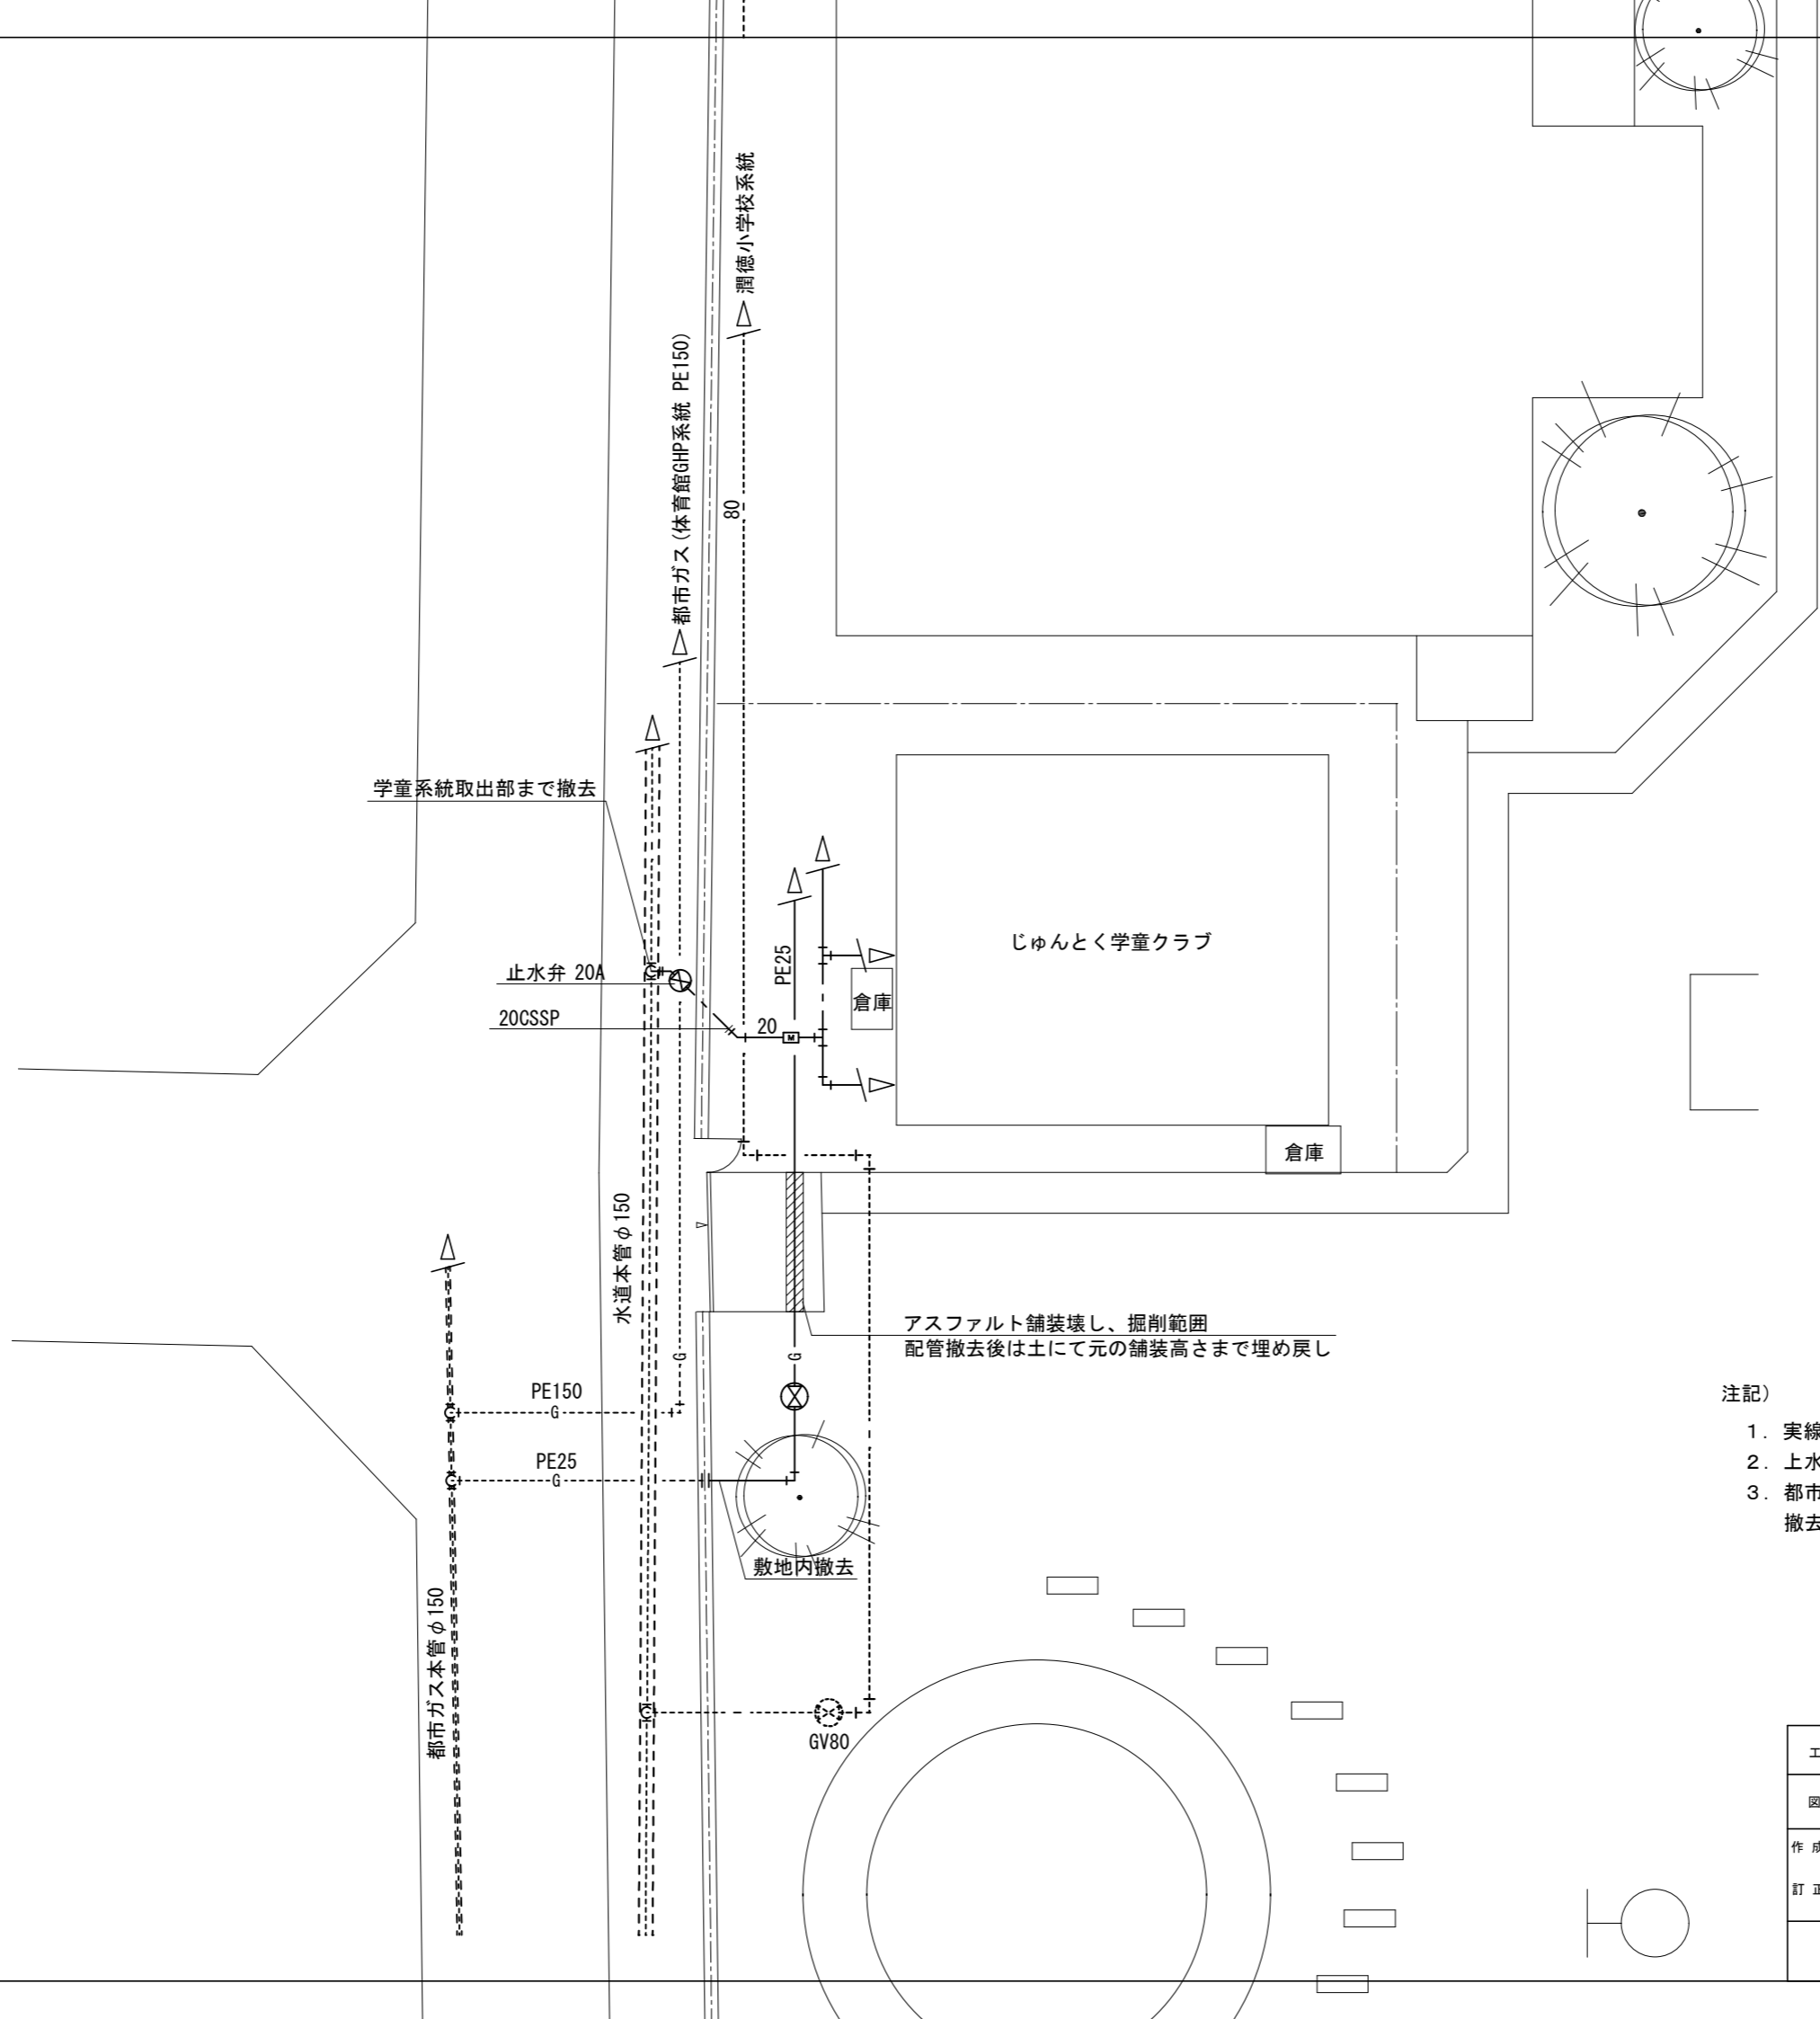 潤徳小学校系統
都市ガス(体育館GHP系統 PE150)
80
学童系統取出部まで撤去
止水弁 20A
20CSSP
20
M
PE25
倉庫
じゅんとく学童クラブ
倉庫
水道本管φ150
アスファルト舗装壊し、掘削範囲
配管撤去後は土にて元の舗装高さまで埋め戻し
G
G
PE150
G
PE25
G
敷地内撤去
都市ガス本管φ150
GV80
注記)
1. 実線
2. 上水
3. 都市
撤去
工
図
作 成
訂 正